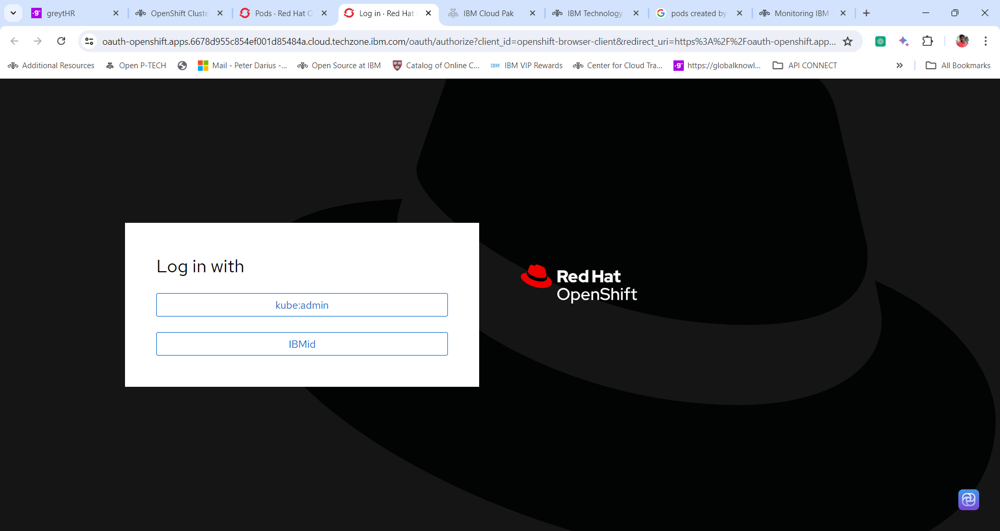 greytHR
OpenShift Cluste
Pods · Red Hat O
Log in · Red Hat
IBM Cloud Pak
IBM Technology
pods created by
Monitoring IBM
oauth-openshift.apps.6678d955c854ef001d85484a.cloud.techzone.ibm.com/oauth/authorize?client_id=openshift-browser-client&redirect_uri=https%3A%2F%2Foauth-openshift.app...
Additional Resources
Open P-TECH
Mail - Peter Darius -...
Open Source at IBM
Catalog of Online C...
IBM VIP Rewards
Center for Cloud Tra...
https://globalknowl...
API CONNECT
All Bookmarks
Log in with
kube:admin
IBMid
Red Hat
OpenShift